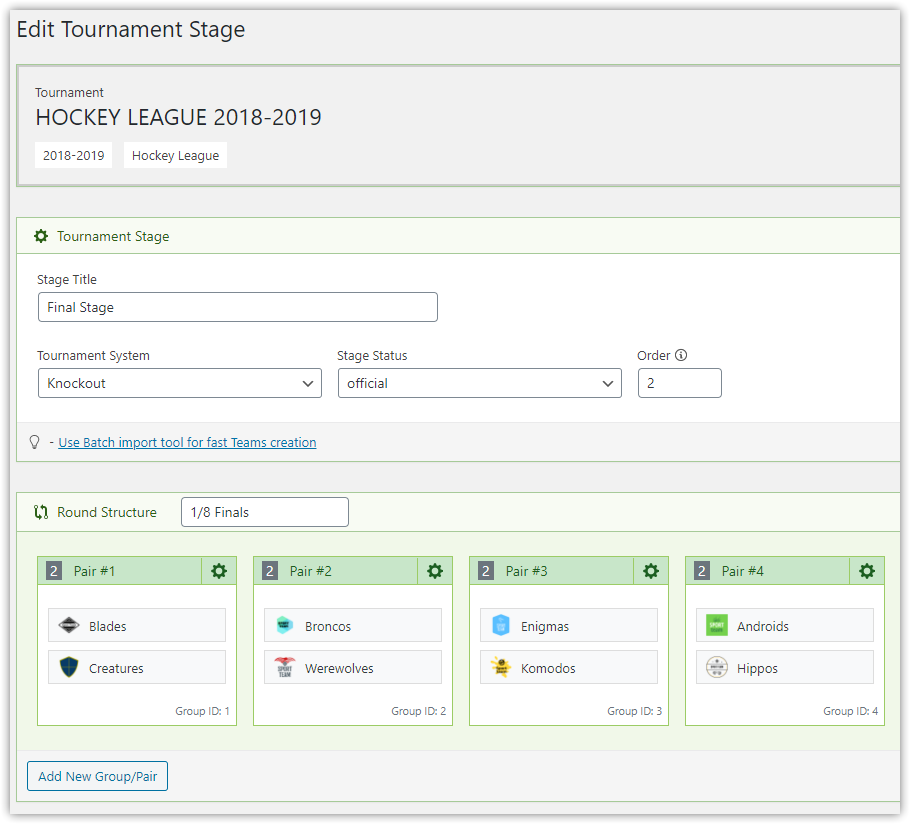 Edit Tournament Stage
Tournament
HOCKEY LEAGUE 2018-2019
2018-2019 Hockey League
Tournament Stage
Stage Title
Final Stage
Tournament System Stage Status Order
Knockout official 2
- Use Batch import tool for fast Teams creation
Round Structure 1/8 Finals
2 Pair #1 2 Pair #2 2 Pair #3 2 Pair #4
Blades Broncos Enigmas Androids
Creatures Werewolves Komodos Hippos
Group ID: 1 Group ID: 2 Group ID: 3 Group ID: 4
Add New Group/Pair